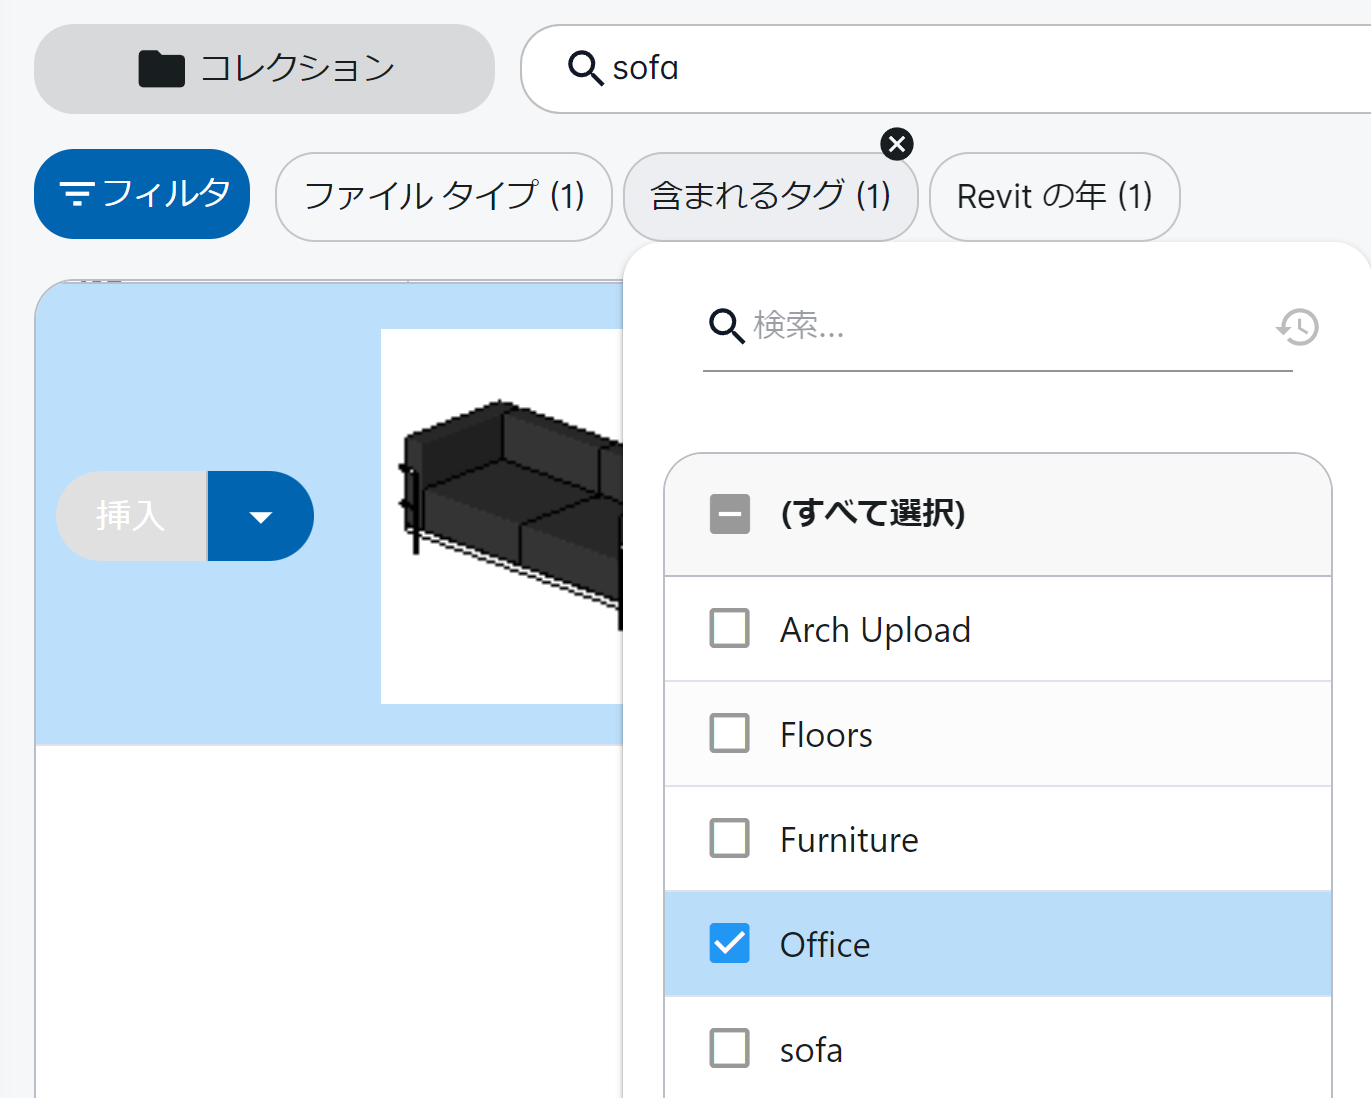 コレクション
sofa
フィルタ
ファイル タイプ (1)
含まれるタグ (1)
Revit の年 (1)
検索...
挿入
(すべて選択)
Arch Upload
Floors
Furniture
Office
sofa